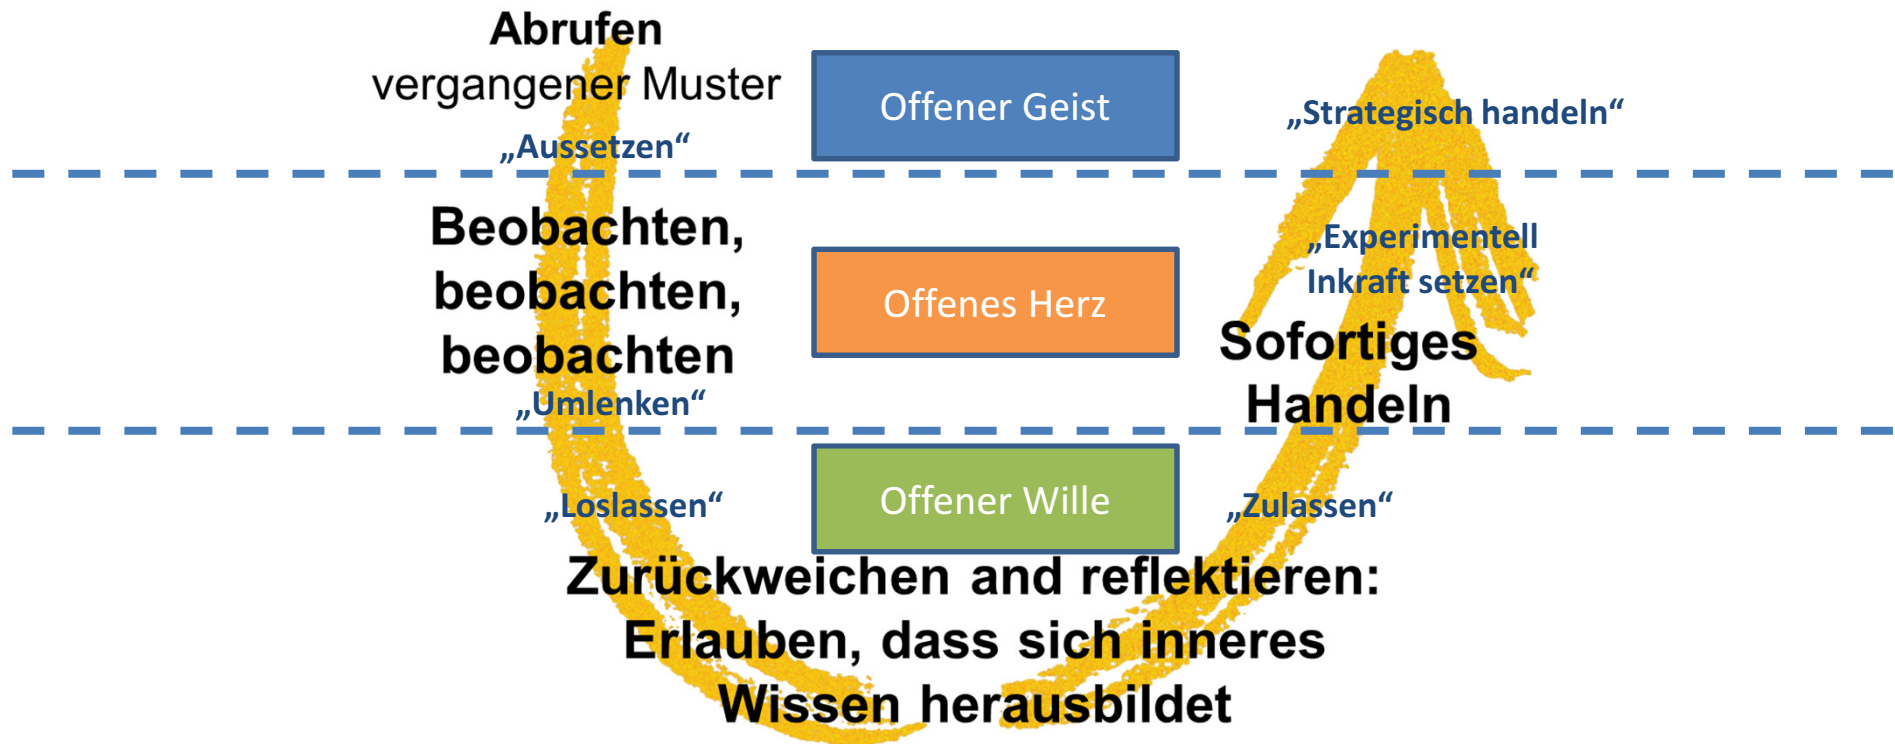 Abrufen
vergangener Muster
„Aussetzen“
Offener Geist
„Strategisch handeln“
Beobachten,
beobachten,
beobachten
„Umlenken“
Offenes Herz
„Experimentell
Inkraft setzen“
Sofortiges
Handeln
„Loslassen“
Offener Wille
„Zulassen“
Zurückweichen and reflektieren:
Erlauben, dass sich inneres
Wissen herausbildet